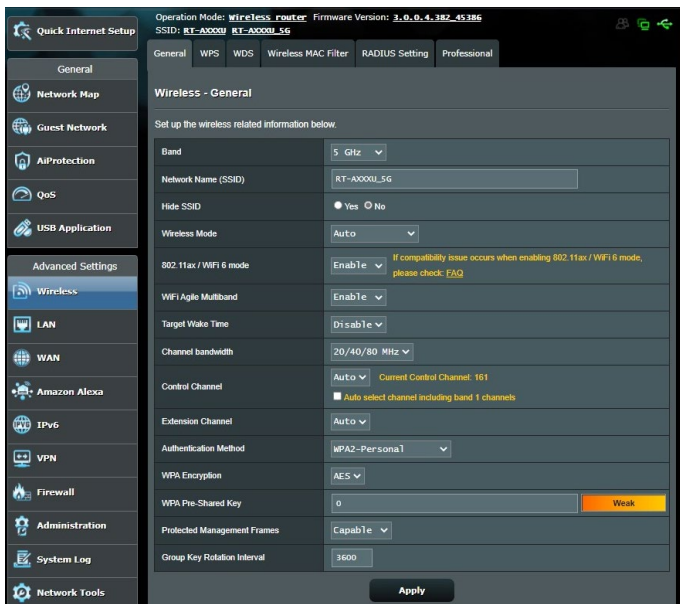 Quick Internet Setup
General
Network Map
Guest Network
AiProtection
QoS
USB Application
Advanced Settings
Wireless
LAN
WAN
Amazon Alexa
IPv6
VPN
Firewall
Administration
System Log
Network Tools
Operation Mode: Wireless router Firmware Version: 3.0.0.4.382_45386
SSID: RT-AXXXU RT-AXXXU_5G
General WPS WDS Wireless MAC Filter RADIUS Setting Professional
Wireless - General
Set up the wireless related information below.
Band 5 GHz
Network Name (SSID) RT-AXXXU_5G
Hide SSID Yes No
Wireless Mode Auto
802.11ax / WiFi 6 mode Enable If compatibility issue occurs when enabling 802.11ax / WiFi 6 mode,
please check: FAQ
WiFi Agile Multiband Enable
Target Wake Time Disable
Channel bandwidth 20/40/80 MHz
Control Channel Auto Current Control Channel: 161
Auto select channel including band 1 channels
Extension Channel Auto
Authentication Method WPA2-Personal
WPA Encryption AES
WPA Pre-Shared Key 0 Weak
Protected Management Frames Capable
Group Key Rotation Interval 3600
Apply